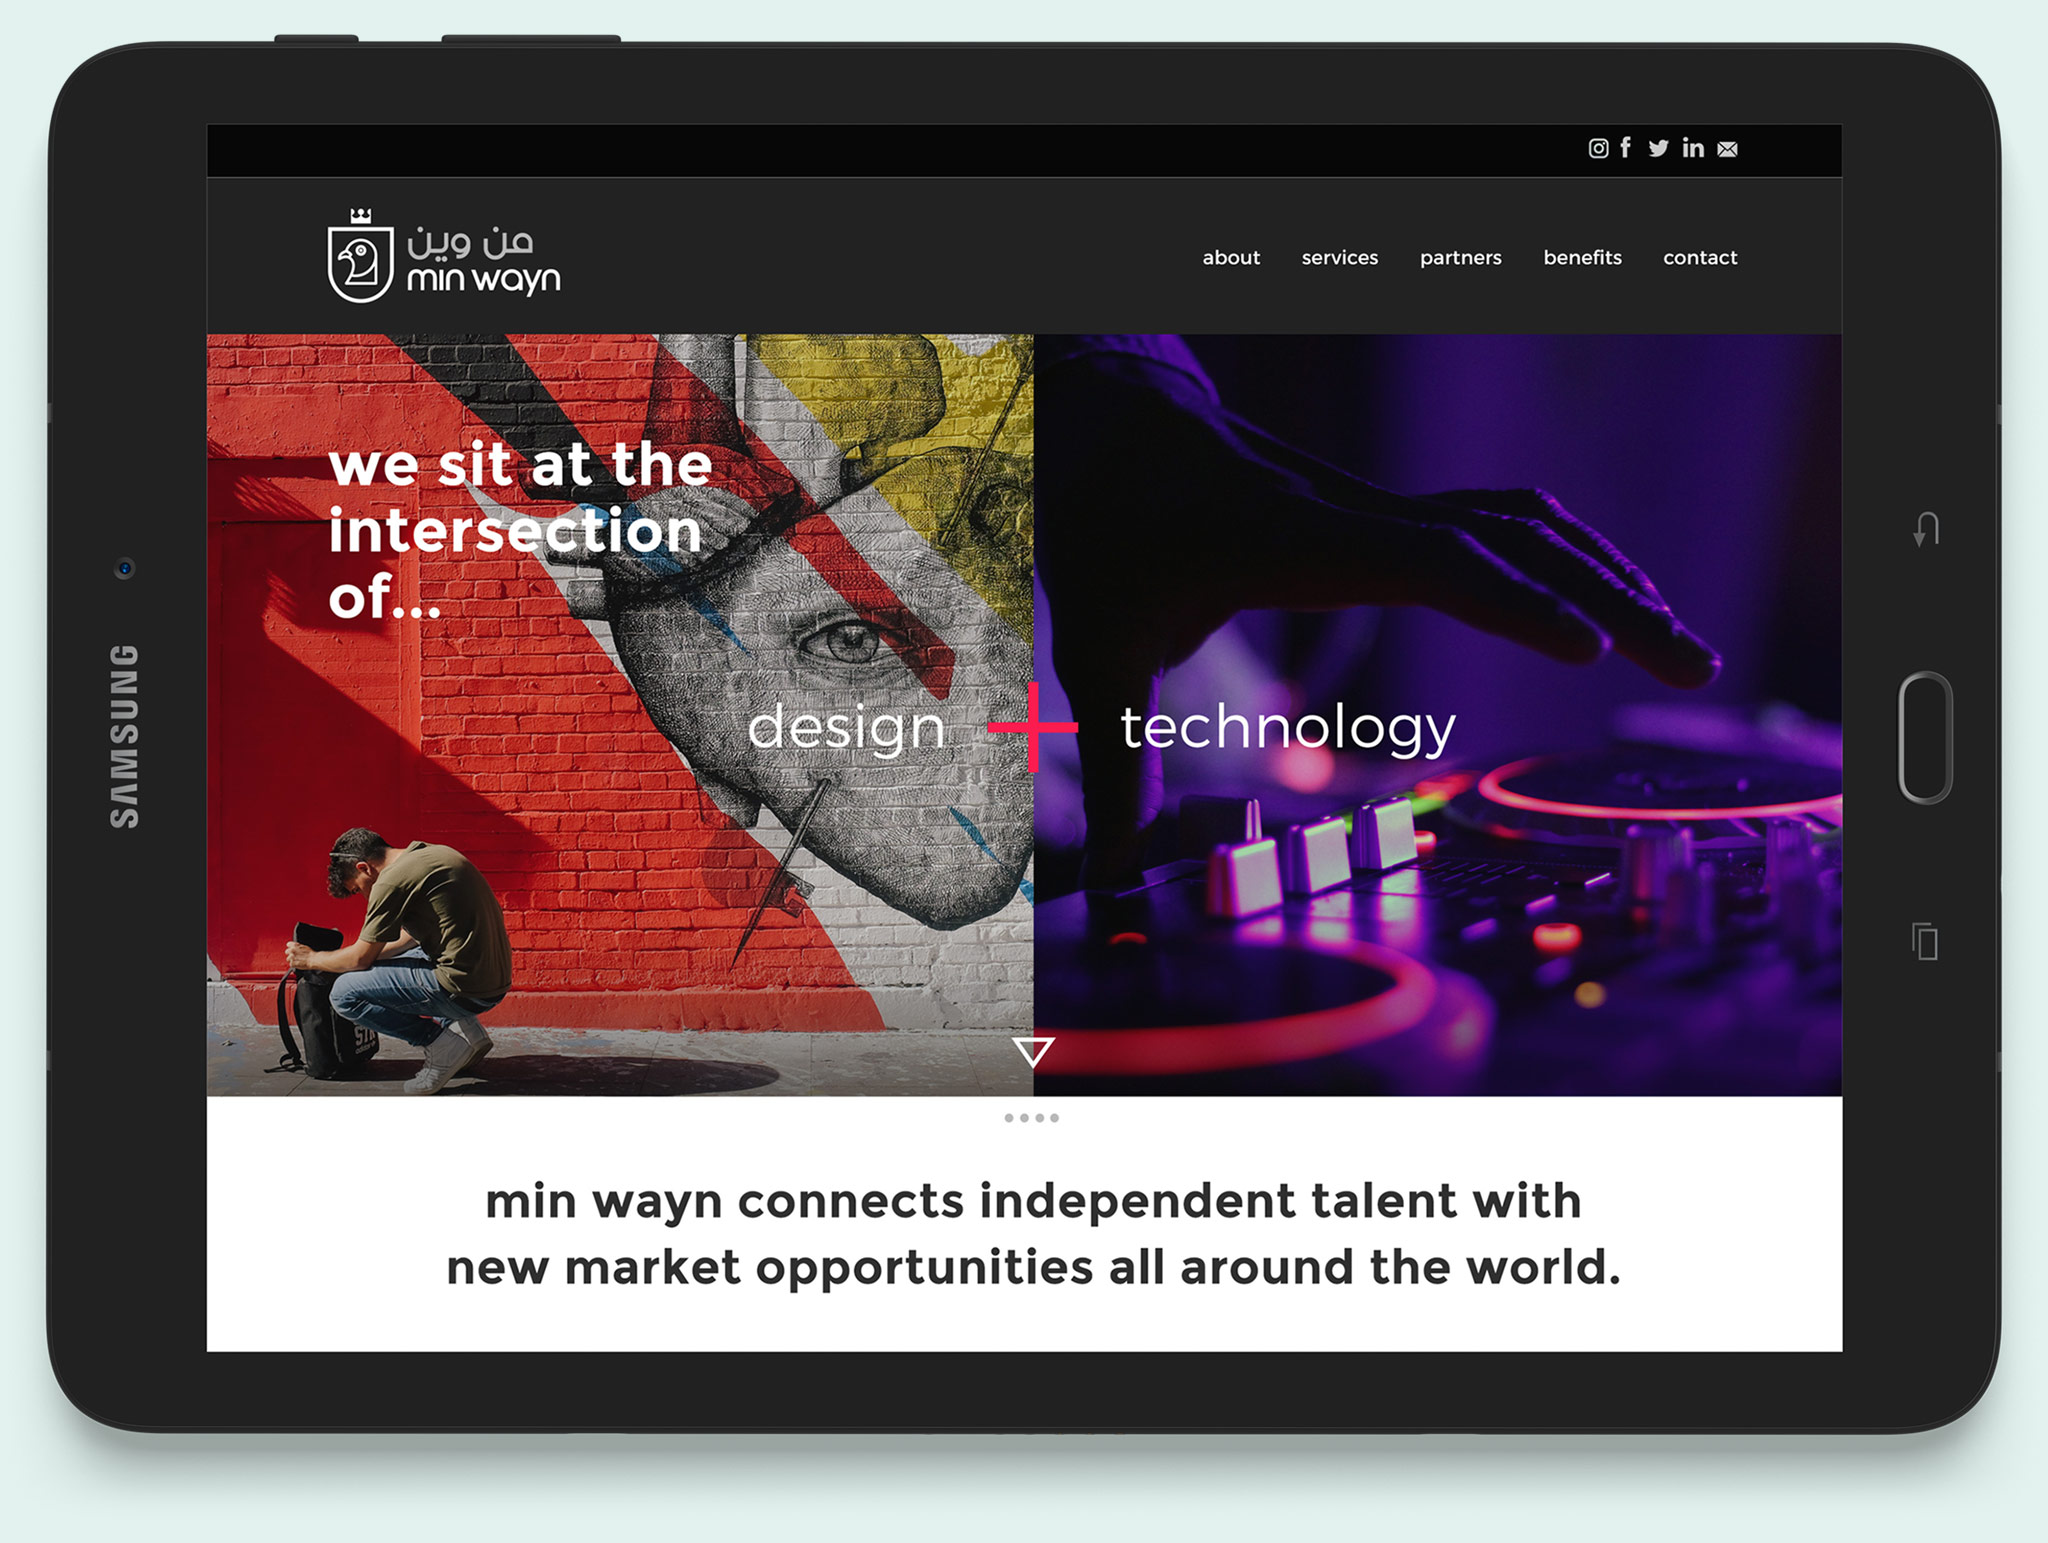 من وين
min wayn
about services partners benefits contact
we sit at the
intersection
of...
design + technology
SAMSUNG
min wayn connects independent talent with
new market opportunities all around the world.